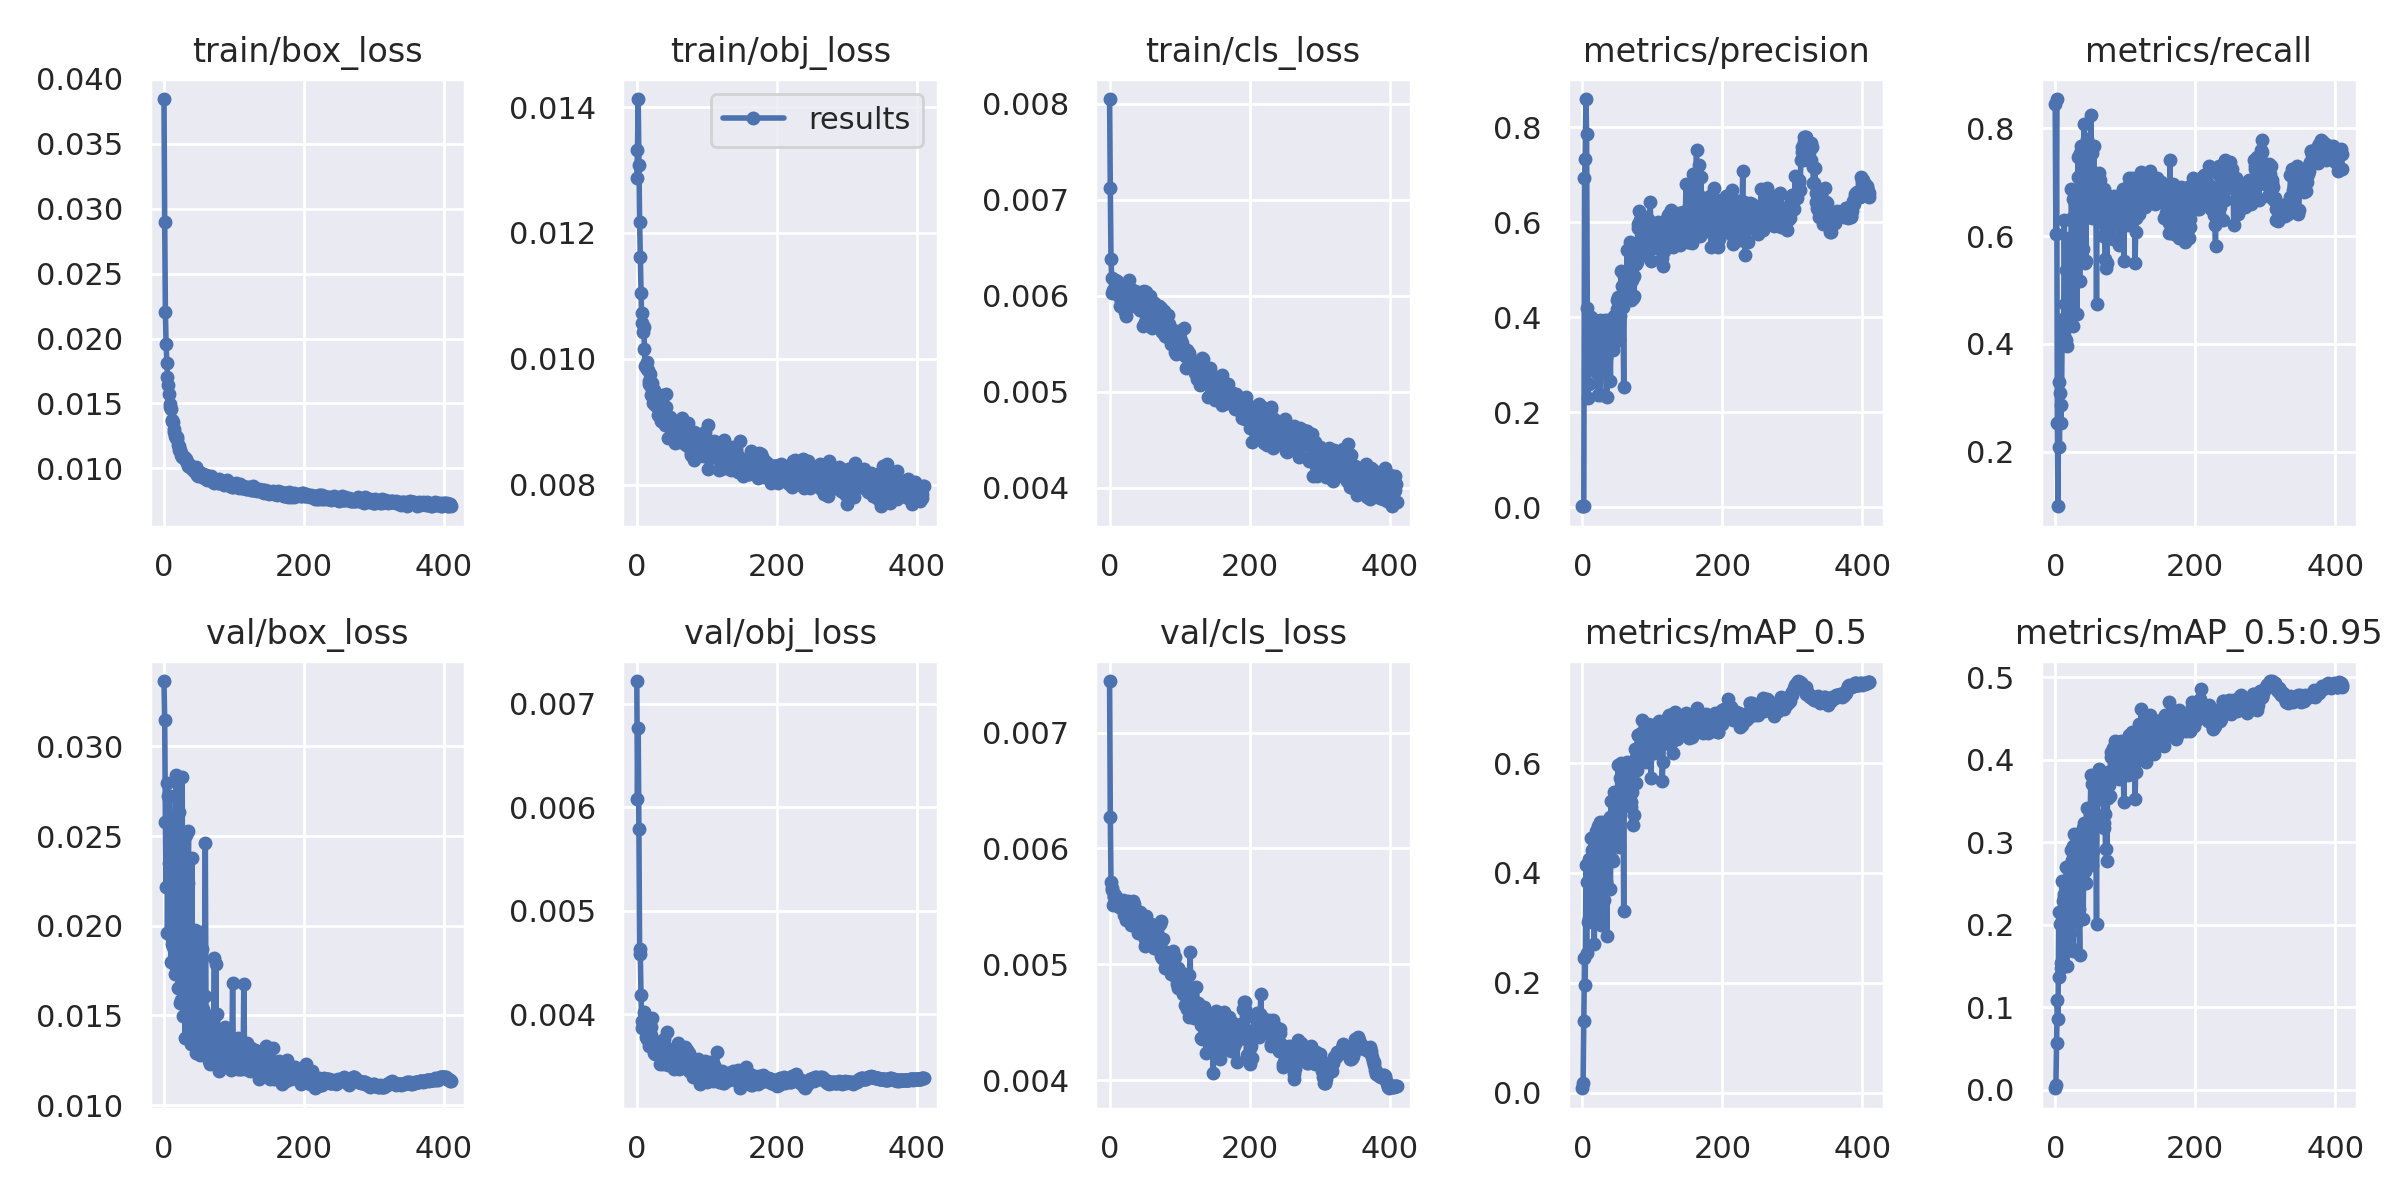 train/box_loss
0.040
0.035
0.030
0.025
0.020
0.015
0.010
0 200 400
train/obj_loss
results
0.014
0.012
0.010
0.008
0 200 400
train/cls_loss
0.008
0.007
0.006
0.005
0.004
0 200 400
metrics/precision
0.8
0.6
0.4
0.2
0.0
0 200 400
metrics/recall
0.8
0.6
0.4
0.2
0 200 400
val/box_loss
0.030
0.025
0.020
0.015
0.010
0 200 400
val/obj_loss
0.007
0.006
0.005
0.004
0 200 400
val/cls_loss
0.007
0.006
0.005
0.004
0 200 400
metrics/mAP_0.5
0.6
0.4
0.2
0.0
0 200 400
metrics/mAP_0.5:0.95
0.5
0.4
0.3
0.2
0.1
0.0
0 200 400